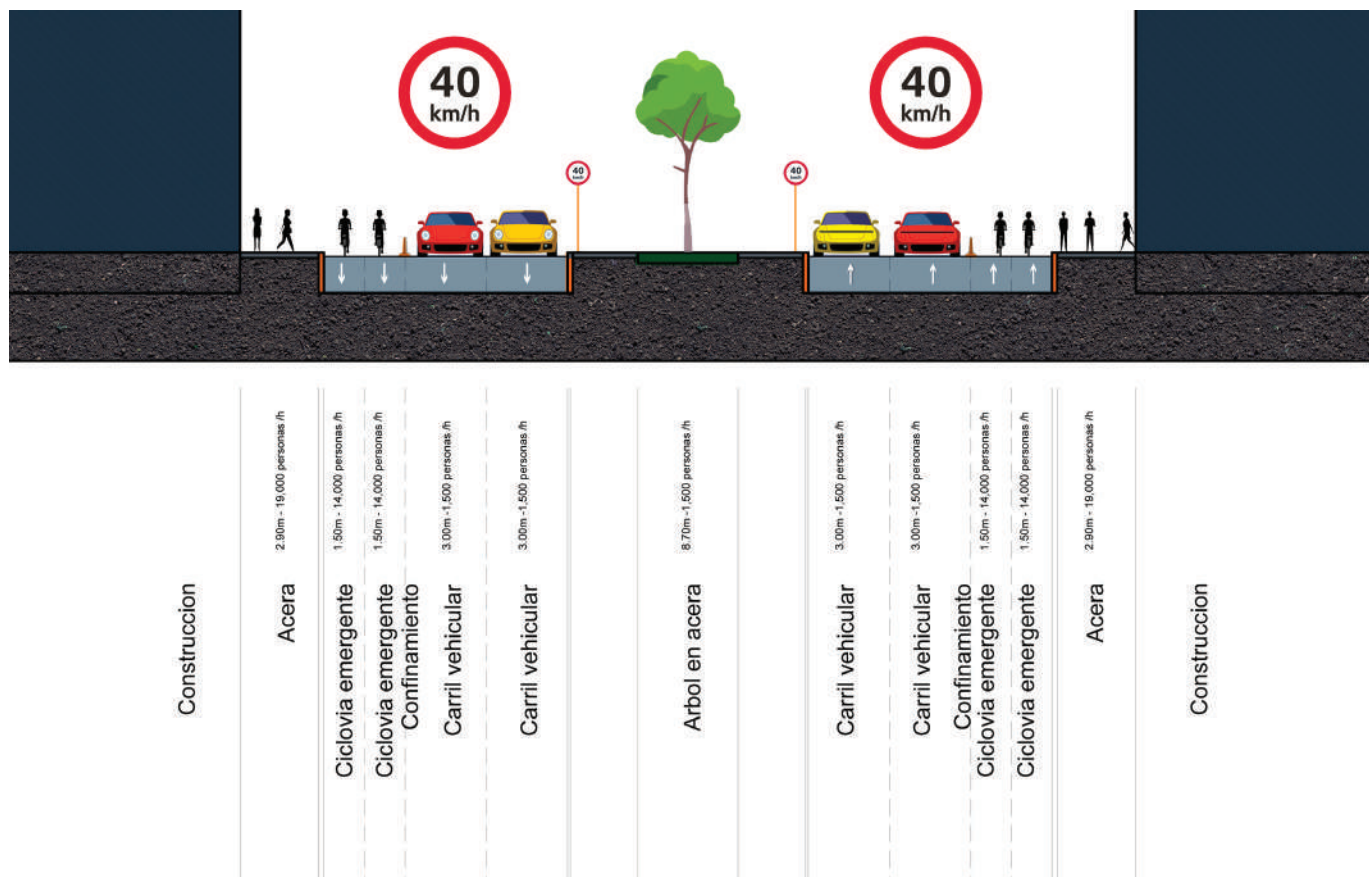 40
km/h
40
km/h
40
km/h
40
km/h
2.90m - 19,000 personas /h
1.50m - 14,000 personas /h
1.50m - 14,000 personas /h
3.00m -1,500 personas /h
3.00m -1,500 personas /h
8.70m -1,500 personas /h
3.00m -1,500 personas /h
3.00m -1,500 personas /h
1.50m - 14,000 personas /h
1.50m - 14,000 personas /h
2.90m - 19,000 personas /h
Construccion
Acera
Ciclovia emergente
Ciclovia emergente
Confinamiento
Carril vehicular
Carril vehicular
Arbol en acera
Carril vehicular
Carril vehicular
Confinamiento
Ciclovia emergente
Ciclovia emergente
Acera
Construccion